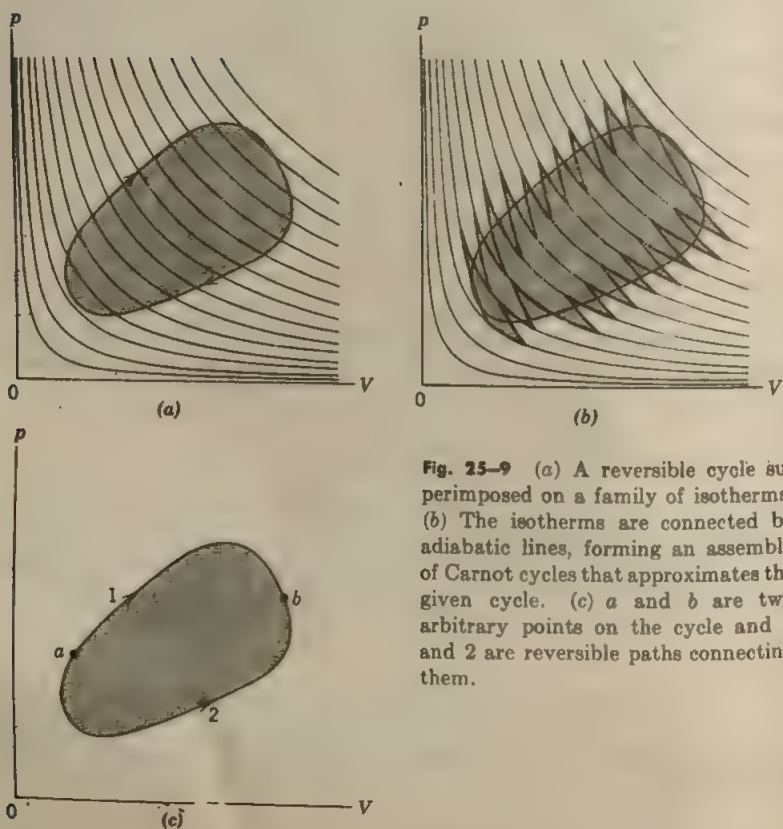 p
0
V
(a)
p
0
V
(b)
p
1
a
b
2
0
V
(c)
Fig. 25–9 (a) A reversible cycle su
perimposed on a family of isotherms
(b) The isotherms are connected b
adiabatic lines, forming an assembl
of Carnot cycles that approximates th
given cycle. (c) a and b are tw
arbitrary points on the cycle and
and 2 are reversible paths connectin
them.